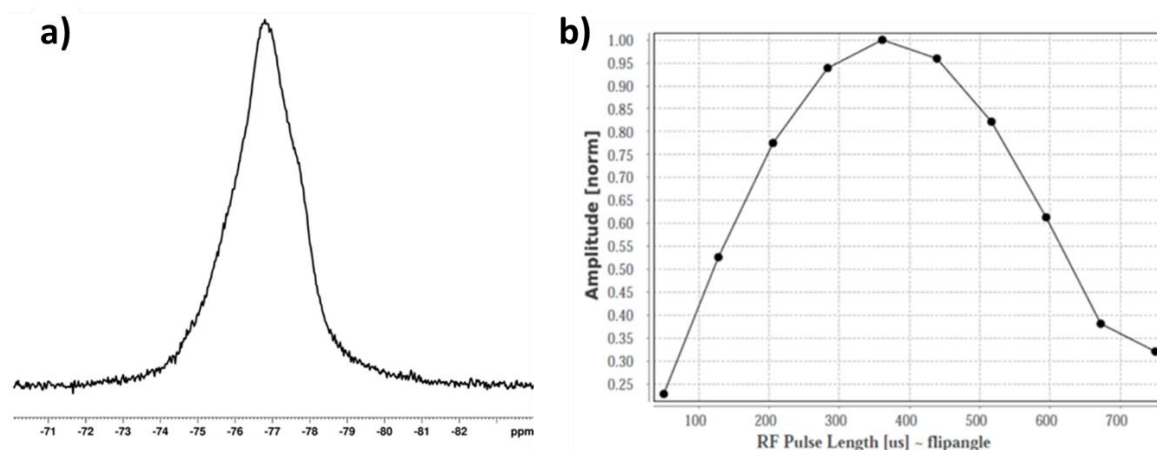 a)
-71 -72 -73 -74 -75 -76 -77 -78 -79 -80 -81 -82 ppm
b)
Amplitude [norm]
1.00
0.95
0.90
0.85
0.80
0.75
0.70
0.65
0.60
0.55
0.50
0.45
0.40
0.35
0.30
0.25
100 200 300 400 500 600 700
RF Pulse Length [us] ~ flipangle